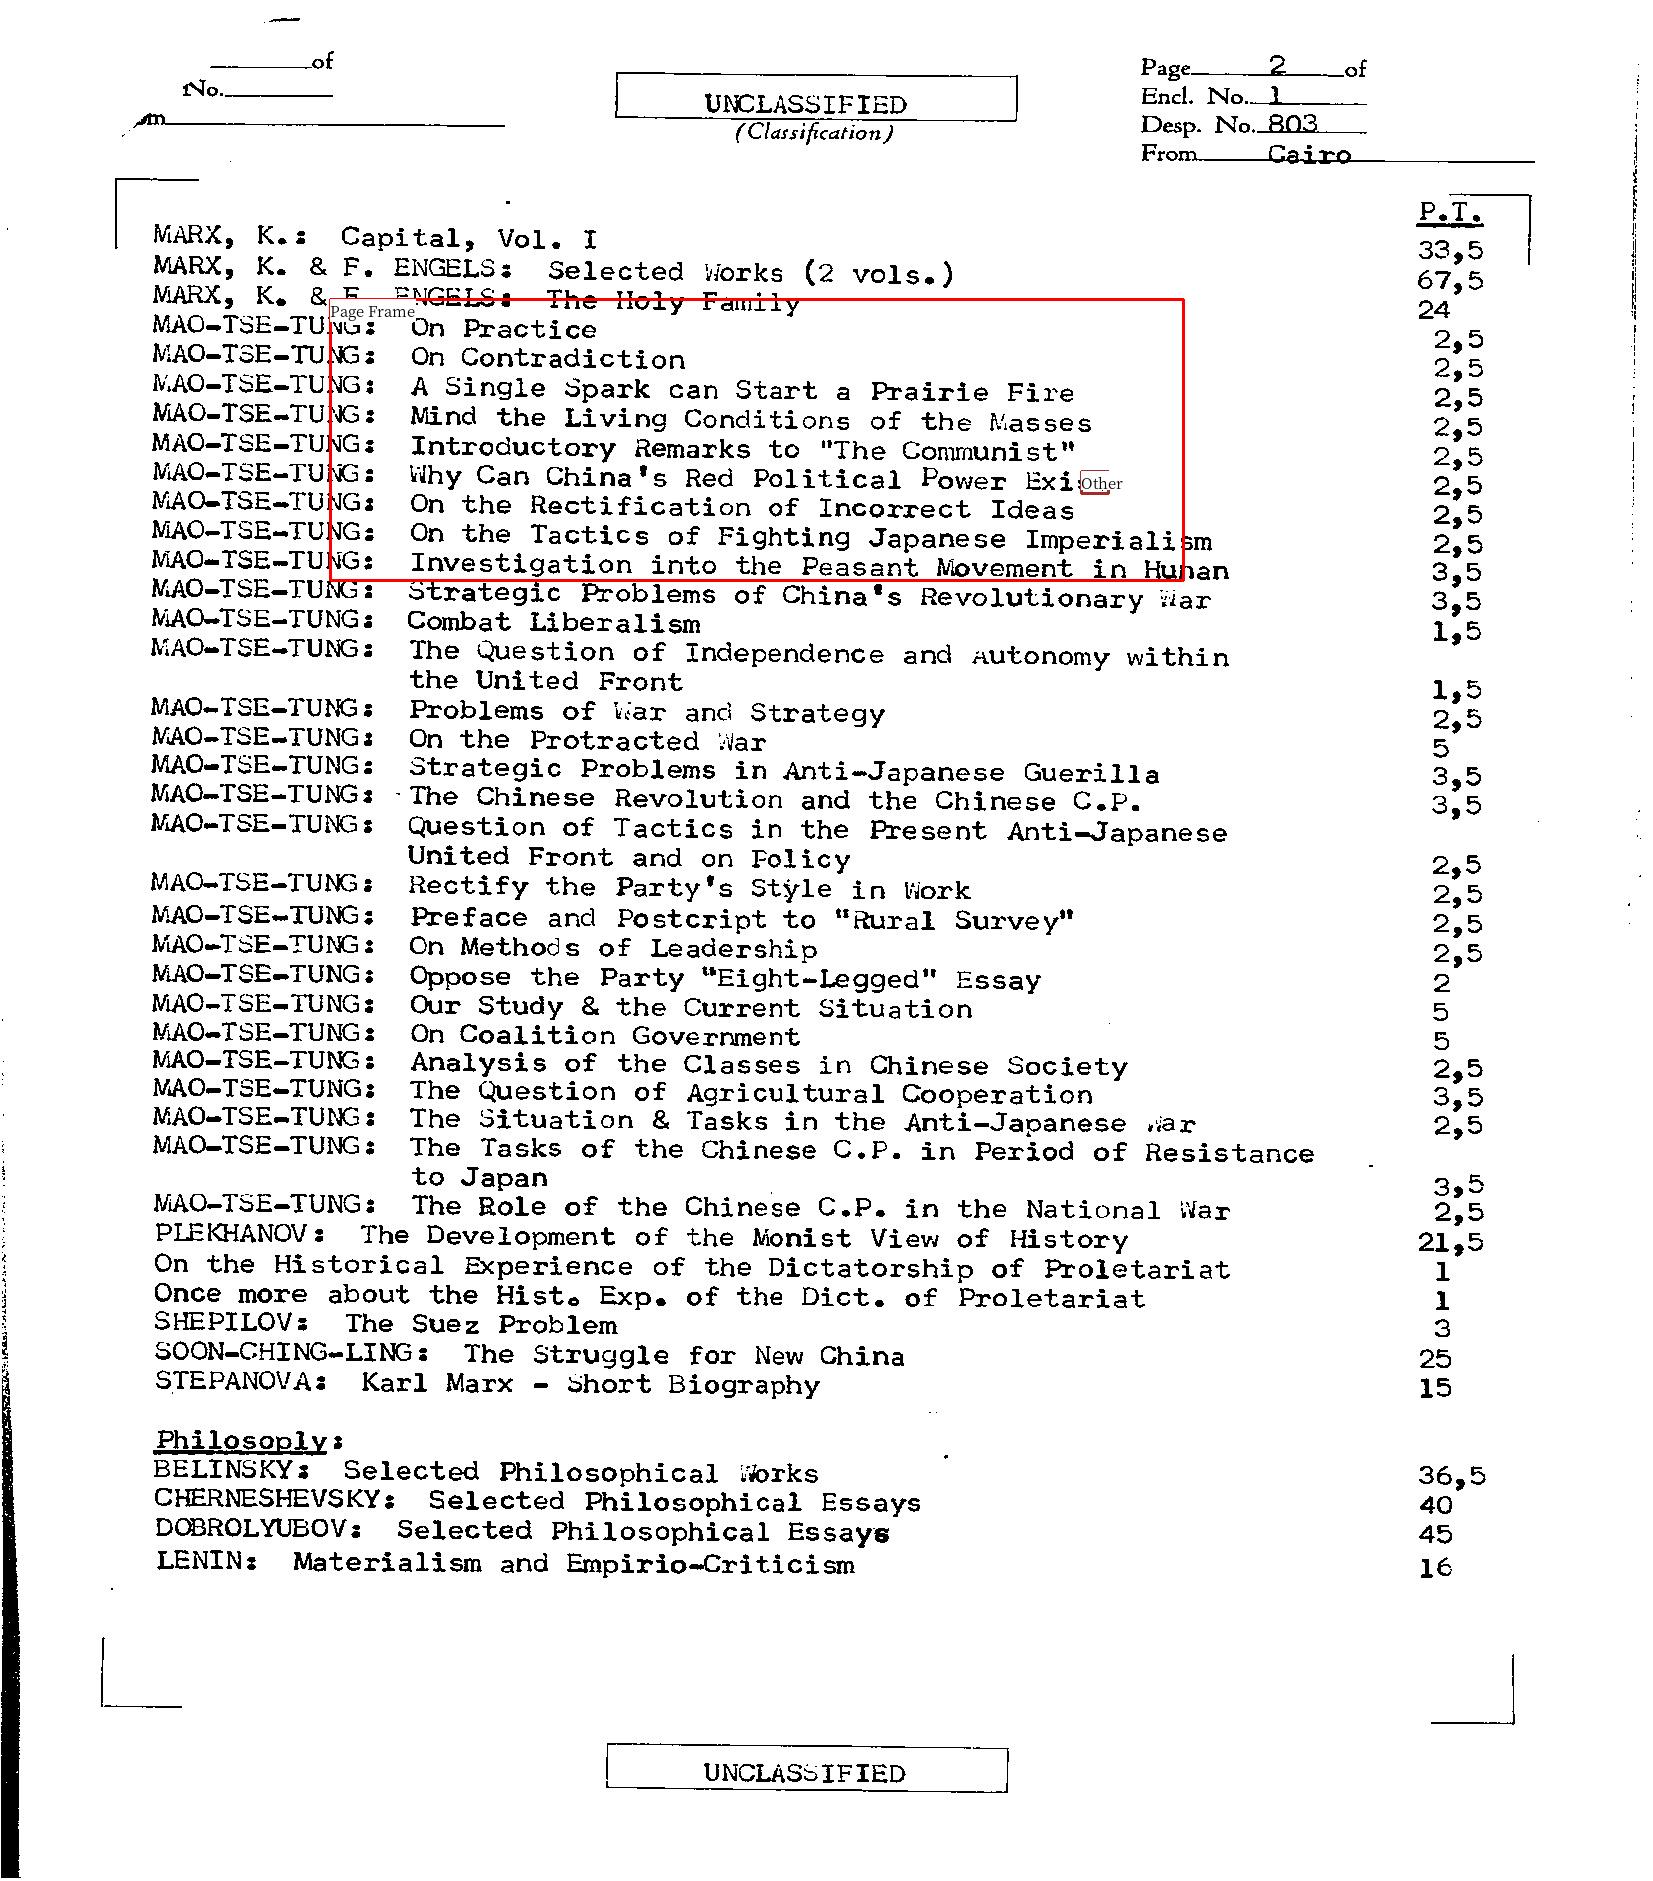 of
No.
m
UNCLASSIFIED
(Classification)
Page 2 of
Encl. No. 1
Desp. No. 803
From Cairo
P.T.
MARX, K.: Capital, Vol. I 33,5
MARX, K. & F. ENGELS: Selected Works (2 vols.) 67,5
MARX, K. & F. ENGELS: The Holy Family 24
Page Frame
MAO-TSE-TUNG: On Practice 2,5
MAO-TSE-TUNG: On Contradiction 2,5
MAO-TSE-TUNG: A Single Spark can Start a Prairie Fire 2,5
MAO-TSE-TUNG: Mind the Living Conditions of the Masses 2,5
MAO-TSE-TUNG: Introductory Remarks to "The Communist" 2,5
MAO-TSE-TUNG: Why Can China's Red Political Power 2,5
Other
MAO-TSE-TUNG: On the Rectification of Incorrect Ideas 2,5
MAO-TSE-TUNG: On the Tactics of Fighting Japanese Imperialism 2,5
MAO-TSE-TUNG: Investigation into the Peasant Movement in Hunan 3,5
MAO-TSE-TUNG: Strategic Problems of China's Revolutionary War 3,5
MAO-TSE-TUNG: Combat Liberalism 1,5
MAO-TSE-TUNG: The Question of Independence and Autonomy within
the United Front 1,5
MAO-TSE-TUNG: Problems of War and Strategy 2,5
MAO-TSE-TUNG: On the Protracted War 5
MAO-TSE-TUNG: Strategic Problems in Anti-Japanese Guerilla 3,5
MAO-TSE-TUNG: The Chinese Revolution and the Chinese C.P. 3,5
MAO-TSE-TUNG: Question of Tactics in the Present Anti-Japanese
United Front and on Policy 2,5
MAO-TSE-TUNG: Rectify the Party's Style in Work 2,5
MAO-TSE-TUNG: Preface and Postcript to "Rural Survey" 2,5
MAO-TSE-TUNG: On Methods of Leadership 2,5
MAO-TSE-TUNG: Oppose the Party "Eight-Legged" Essay 2
MAO-TSE-TUNG: Our Study & the Current Situation 5
MAO-TSE-TUNG: On Coalition Government 5
MAO-TSE-TUNG: Analysis of the Classes in Chinese Society 2,5
MAO-TSE-TUNG: The Question of Agricultural Cooperation 3,5
MAO-TSE-TUNG: The Situation & Tasks in the Anti-Japanese War 2,5
MAO-TSE-TUNG: The Tasks of the Chinese C.P. in Period of Resistance
to Japan 3,5
MAO-TSE-TUNG: The Role of the Chinese C.P. in the National War 2,5
PLEKHANOV: The Development of the Monist View of History 21,5
On the Historical Experience of the Dictatorship of Proletariat 1
Once more about the Hist. Exp. of the Dict. of Proletariat 1
SHEPILOV: The Suez Problem 3
SOON-CHING-LING: The Struggle for New China 25
STEPANOVA: Karl Marx - Short Biography 15
Philosoply:
BELINSKY: Selected Philosophical Works 36,5
CHERNESHEVSKY: Selected Philosophical Essays 40
DOBROLYUBOV: Selected Philosophical Essays 45
LENIN: Materialism and Empirio-Criticism 16
UNCLASSIFIED